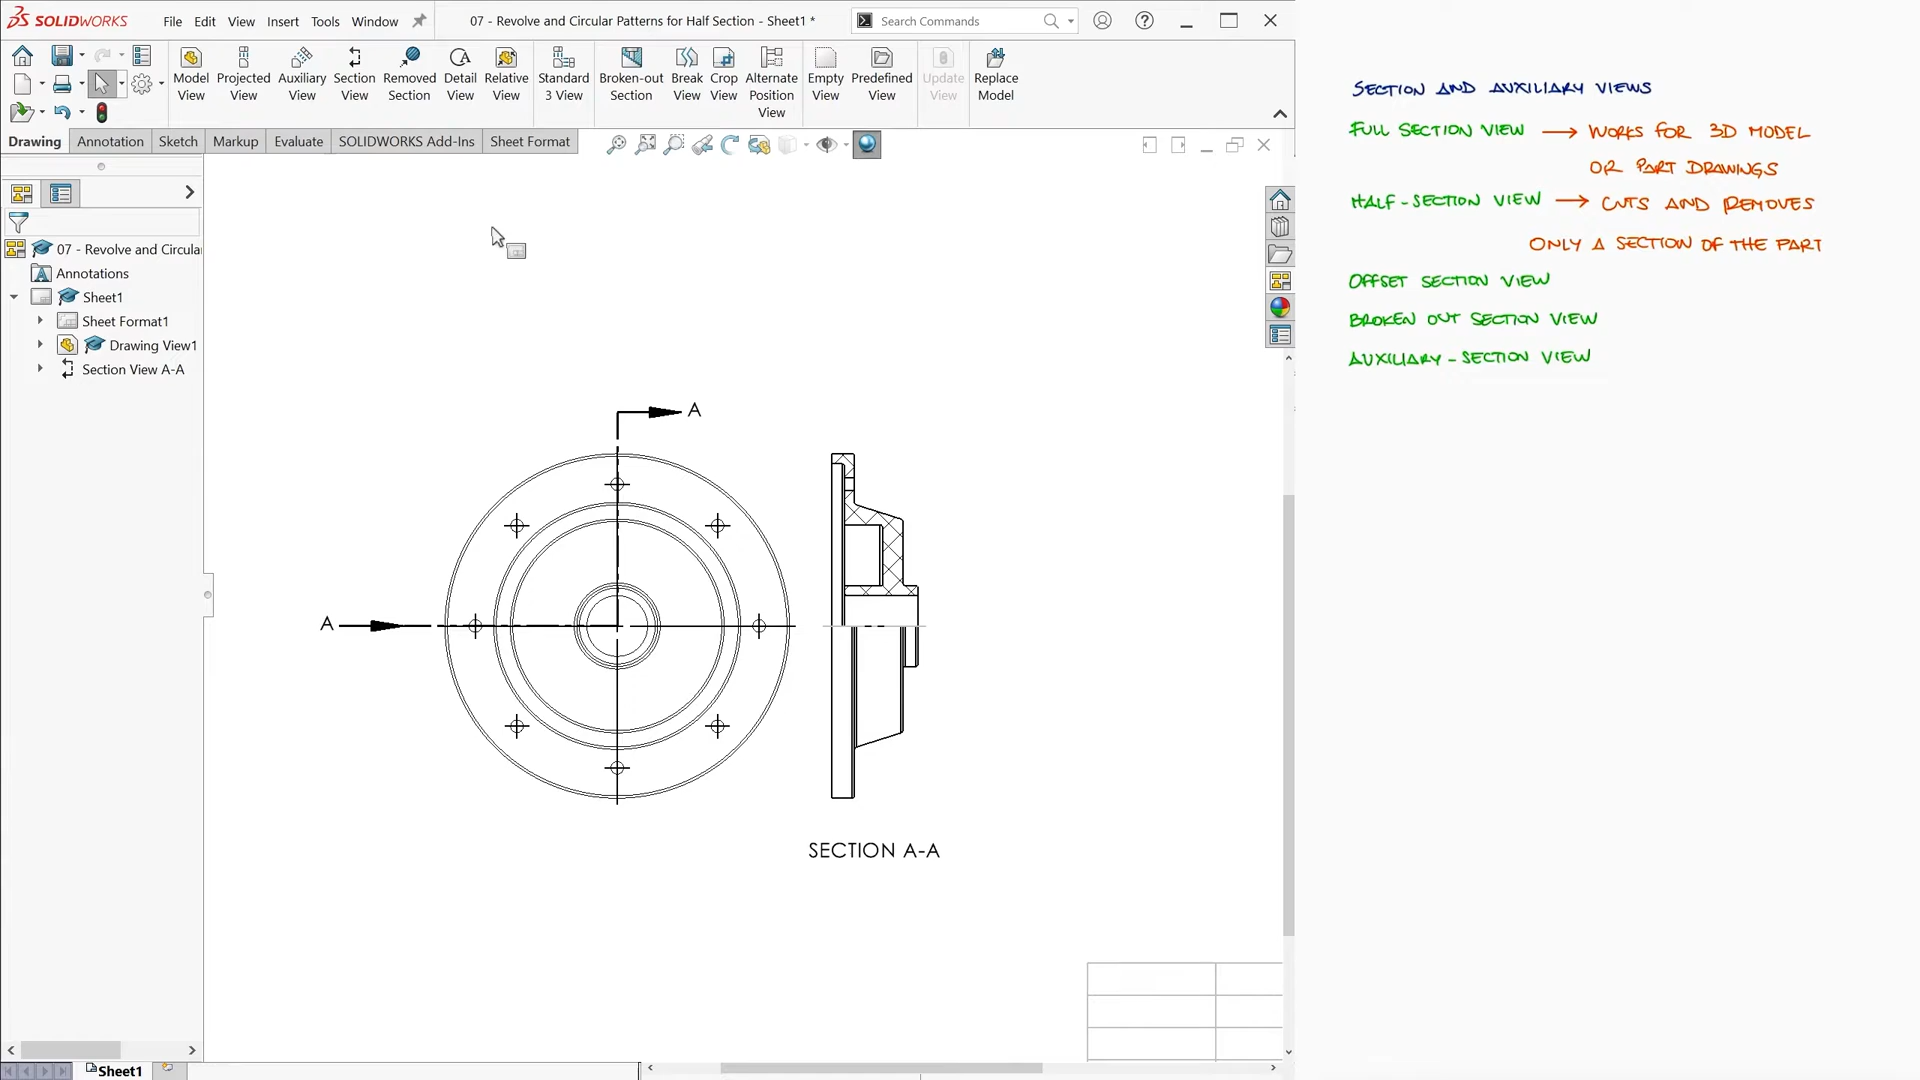 SOLIDWORKS
File Edit View Insert Tools Window
07 - Revolve and Circular Patterns for Half Section - Sheet1 *
Search Commands
Model View
Projected View
Auxiliary View
Section View
Removed Section
Detail View
Relative View
Standard 3 View
Broken-out Section
Break View
Crop View
Alternate Position View
Empty View
Predefined View
Update View
Replace Model
Drawing Annotation Sketch Markup Evaluate SOLIDWORKS Add-Ins Sheet Format
07 - Revolve and Circula
Annotations
Sheet1
Sheet Format1
Drawing View1
Section View A-A
A
A
SECTION A-A
Sheet1
SECTION AND AUXILIARY VIEWS
FULL SECTION VIEW → WORKS FOR 3D MODEL
OR PART DRAWINGS
HALF-SECTION VIEW → CUTS AND REMOVES
ONLY A SECTION OF THE PART
OFFSET SECTION VIEW
BROKEN OUT SECTION VIEW
AUXILIARY-SECTION VIEW